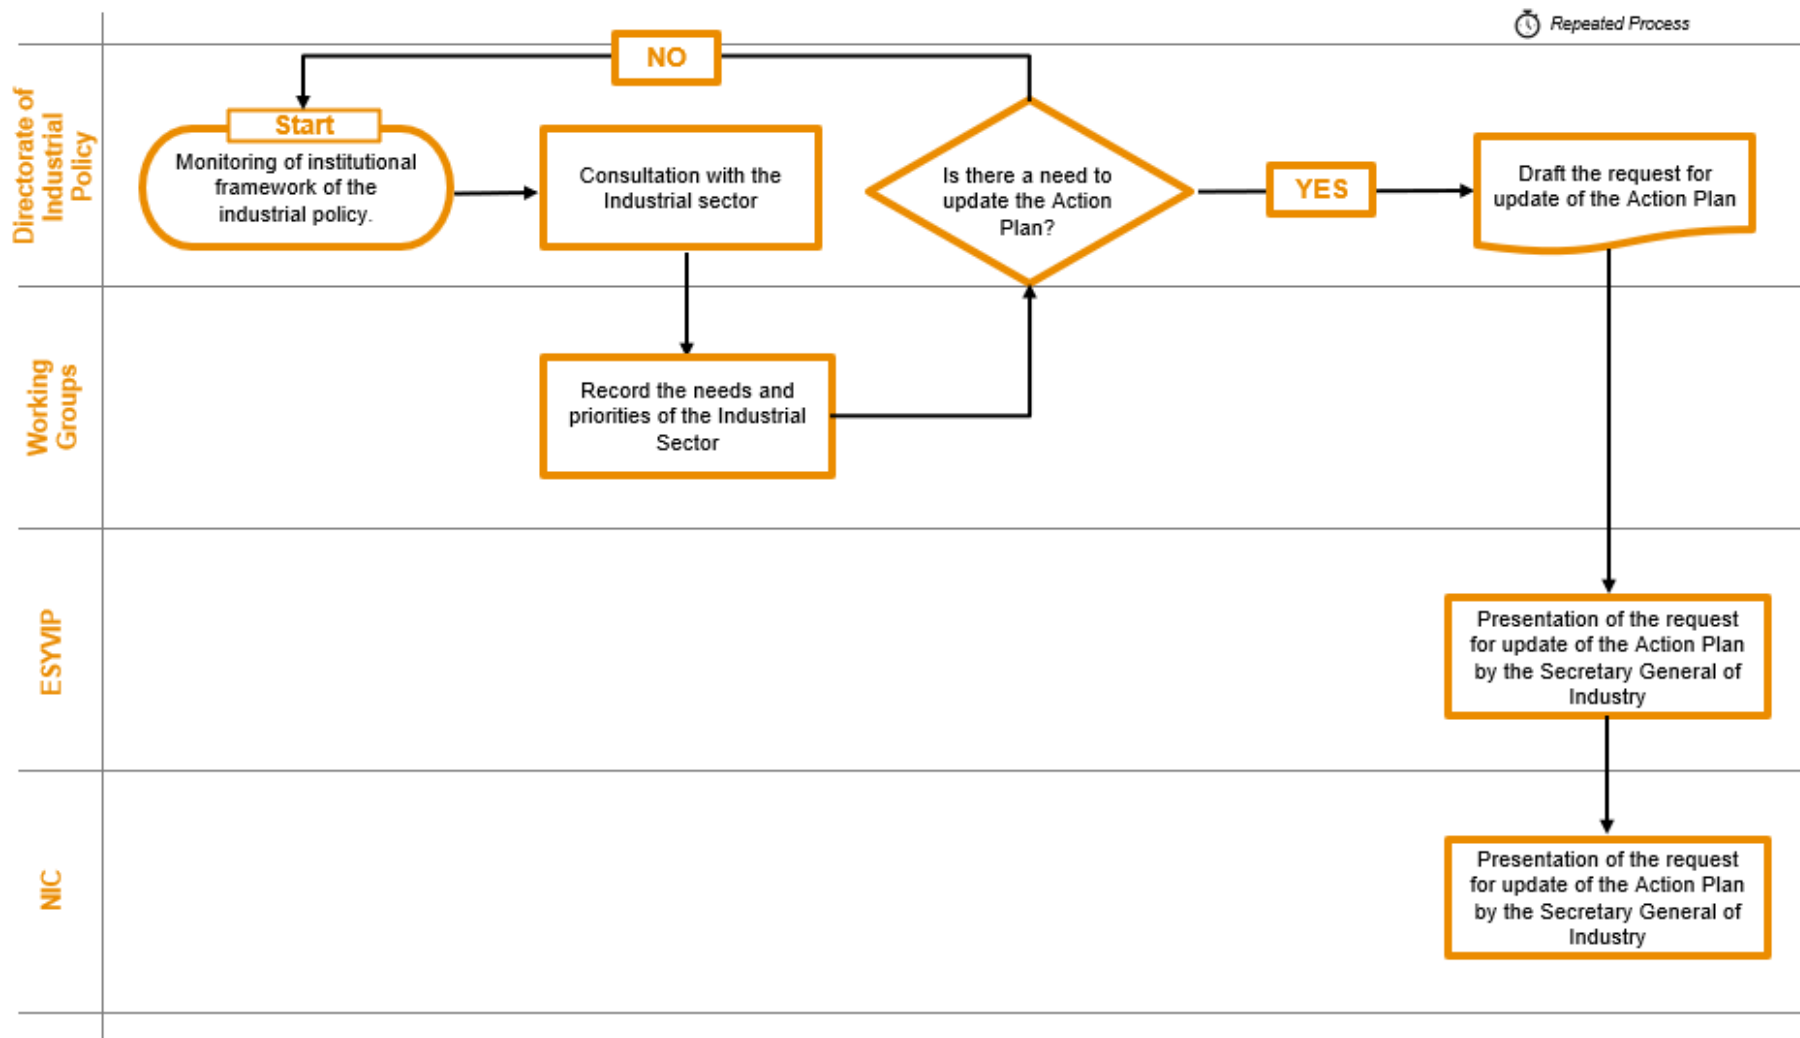 Repeated Process
NO
Directorate of
Industrial
Policy
Start
Monitoring of institutional
framework of the
industrial policy.
Consultation with the
Industrial sector
Is there a need to
update the Action
Plan?
YES
Draft the request for
update of the Action Plan
Working
Groups
Record the needs and
priorities of the Industrial
Sector
ESYVIP
Presentation of the request
for update of the Action Plan
by the Secretary General of
Industry
NIC
Presentation of the request
for update of the Action Plan
by the Secretary General of
Industry